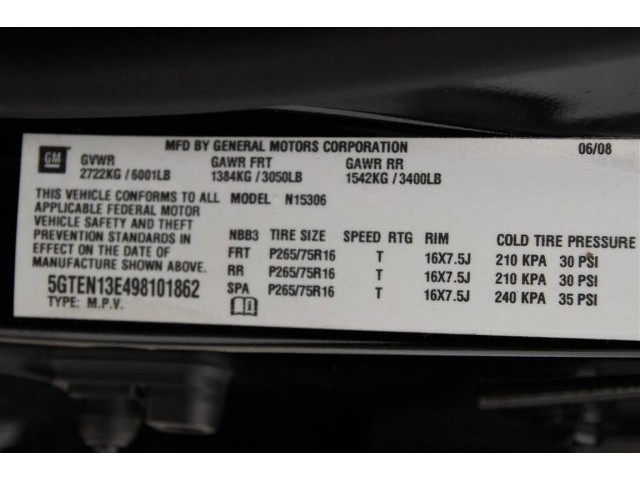 MFD BY GENERAL MOTORS CORPORATION 06/08
GM GVWR GAWR FRT GAWR RR
2722KG / 6001LB 1384KG / 3050LB 1542KG / 3400LB
THIS VEHICLE CONFORMS TO ALL MODEL N15306
APPLICABLE FEDERAL MOTOR
VEHICLE SAFETY AND THEFT
PREVENTION STANDARDS IN
EFFECT ON THE DATE OF
MANUFACTURE SHOWN ABOVE
5GTEN13E498101862
TYPE: M.P.V.
NBB3 TIRE SIZE SPEED RTG RIM COLD TIRE PRESSURE
FRT P265/75R16 T 16X7.5J 210 KPA 30 PSI
RR P265/75R16 T 16X7.5J 210 KPA 30 PSI
SPA P265/75R16 T 16X7.5J 240 KPA 35 PSI